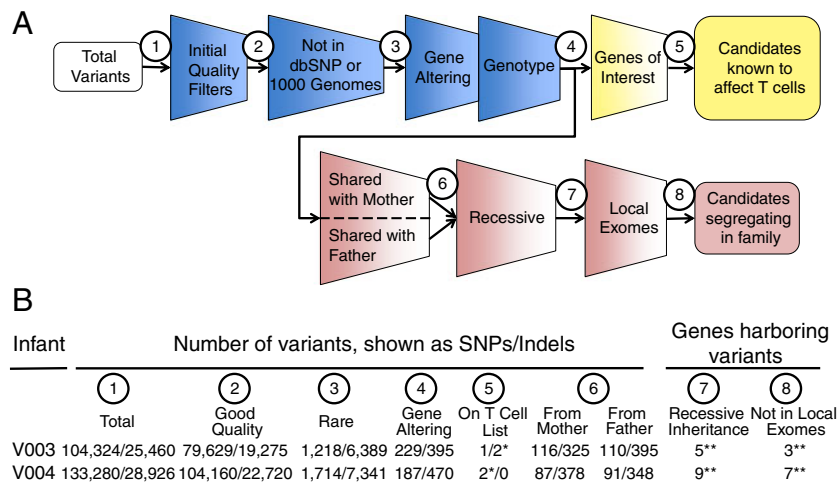 A
1
2
3
4
5
Total
Variants
Initial
Quality
Filters
Not in
dbSNP or
1000 Genomes
Gene
Altering
Genotype
Genes of
Interest
Candidates
known to
affect T cells
6
7
8
Shared
with Mother
Shared with
Father
Recessive
Local
Exomes
Candidates
segregating
in family
B
Infant
Number of variants, shown as SNPs/Indels
Genes harboring
variants
1 2 3 4 5 6 7 8
Total
Good
Quality
Rare
Gene
Altering
On T Cell
List
From
Mother
From
Father
Recessive
Inheritance
Not in Local
Exomes
V003 104,324/25,460 79,629/19,275 1,218/6,389 229/395 1/2* 116/325 110/395 5** 3**
V004 133,280/28,926 104,160/22,720 1,714/7,341 187/470 2*/0 87/378 91/348 9** 7**